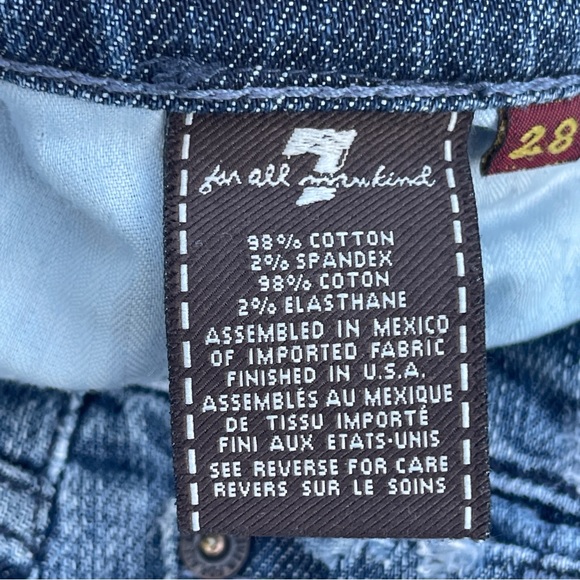 7
for all mankind
28
98% COTTON
2% SPANDEX
98% COTON
2% ELASTHANE
ASSEMBLED IN MEXICO
OF IMPORTED FABRIC
FINISHED IN U.S.A.
ASSEMBLÉS AU MEXIQUE
DE TISSU IMPORTÉ
FINI AUX ETATS-UNIS
SEE REVERSE FOR CARE
REVERS SUR LE SOINS